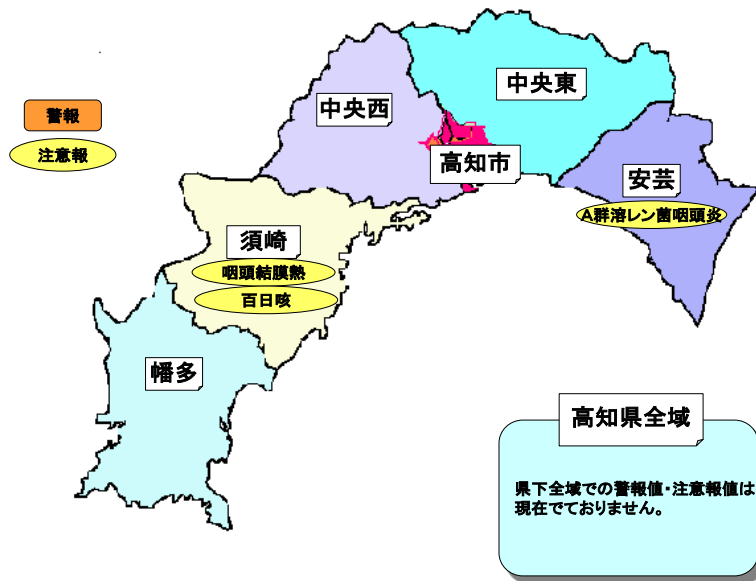 中央東
中央西
警報
注意報
高知市
安芸
A群溶レン菌咽頭炎
須崎
咽頭結膜熱
百日咳
幡多
高知県全域
県下全域での警報値・注意報値は
現在でておりません。